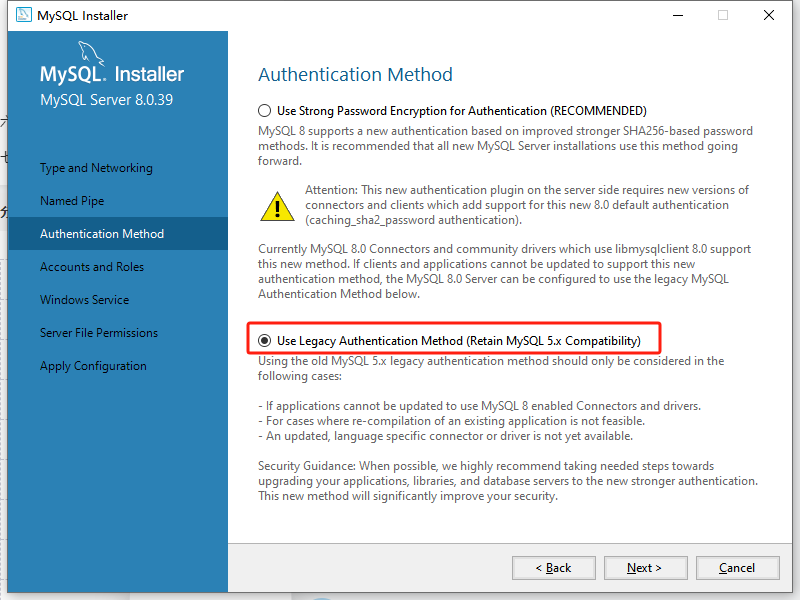 MySQL Installer
MySQL. Installer
MySQL Server 8.0.39
Type and Networking
Named Pipe
Authentication Method
Accounts and Roles
Windows Service
Server File Permissions
Apply Configuration
Authentication Method
Use Strong Password Encryption for Authentication (RECOMMENDED)
MySQL 8 supports a new authentication based on improved stronger SHA256-based password
methods. It is recommended that all new MySQL Server installations use this method going
forward.
Attention: This new authentication plugin on the server side requires new versions of
connectors and clients which add support for this new 8.0 default authentication
(caching_sha2_password authentication).
Currently MySQL 8.0 Connectors and community drivers which use libmysqlclient 8.0 support
this new method. If clients and applications cannot be updated to support this new
authentication method, the MySQL 8.0 Server can be configured to use the legacy MySQL
Authentication Method below.
Use Legacy Authentication Method (Retain MySQL 5.x Compatibility)
Using the old MySQL 5.x legacy authentication method should only be considered in the
following cases:
- If applications cannot be updated to use MySQL 8 enabled Connectors and drivers.
- For cases where re-compilation of an existing application is not feasible.
- An updated, language specific connector or driver is not yet available.
Security Guidance: When possible, we highly recommend taking needed steps towards
upgrading your applications, libraries, and database servers to the new stronger authentication.
This new method will significantly improve your security.
< Back
Next >
Cancel